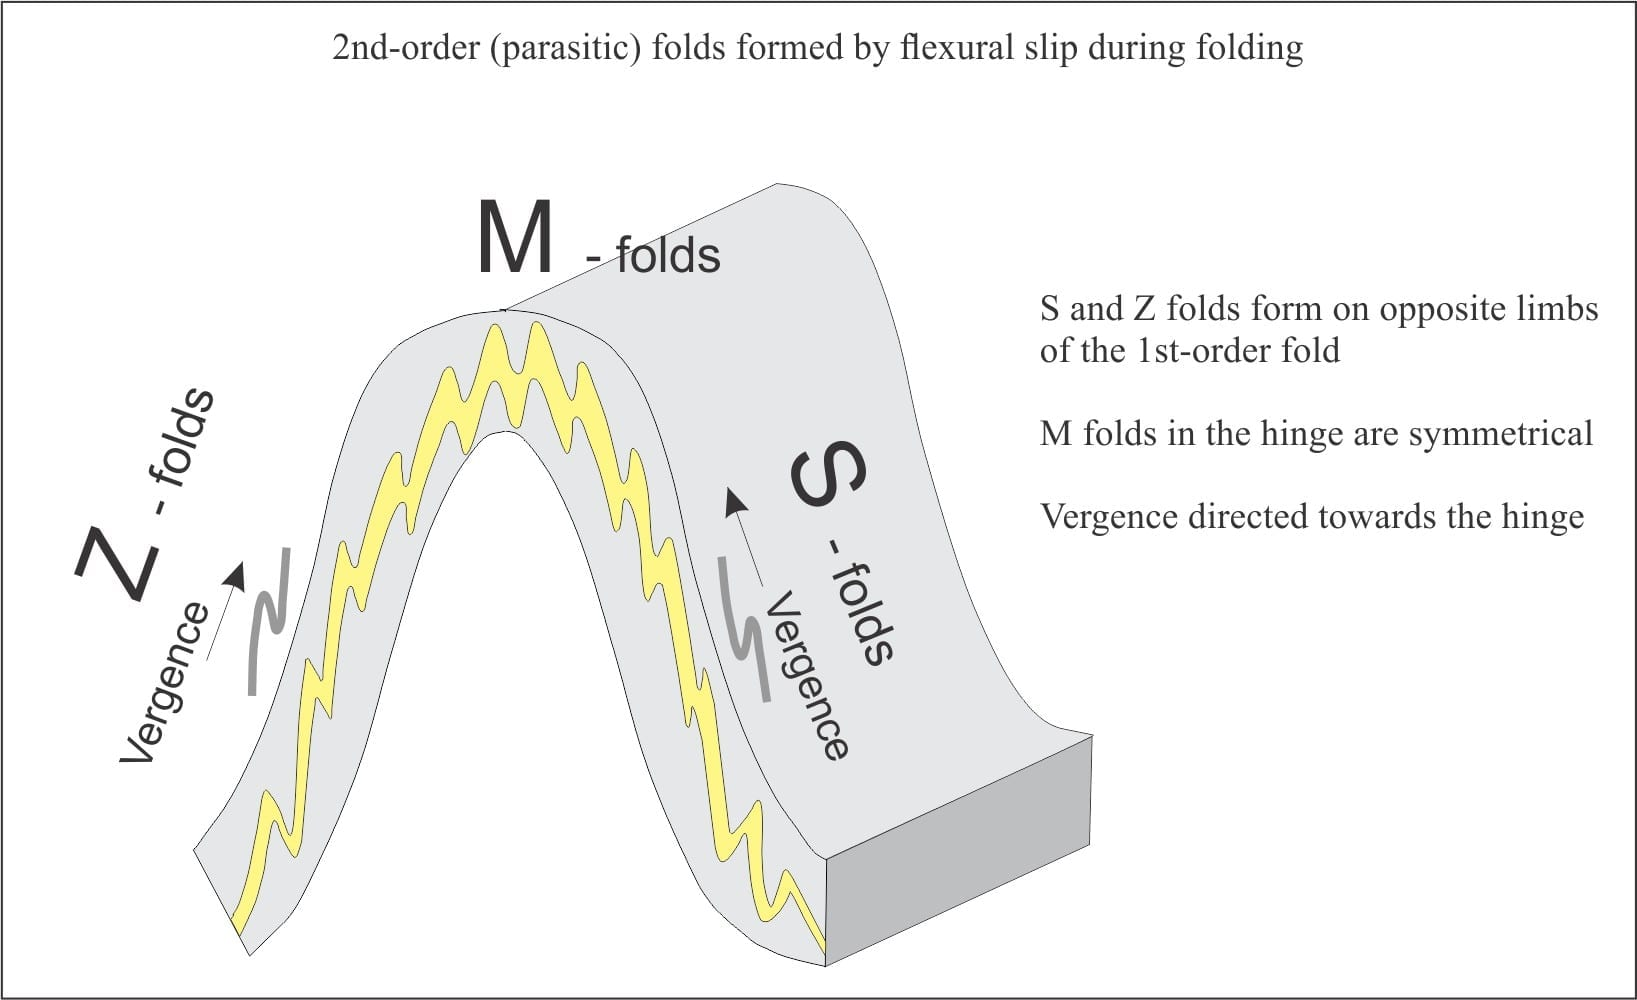 2nd-order (parasitic) folds formed by flexural slip during folding
M - folds
Z - folds
Vergence
S - folds
Vergence
S and Z folds form on opposite limbs
of the 1st-order fold
M folds in the hinge are symmetrical
Vergence directed towards the hinge